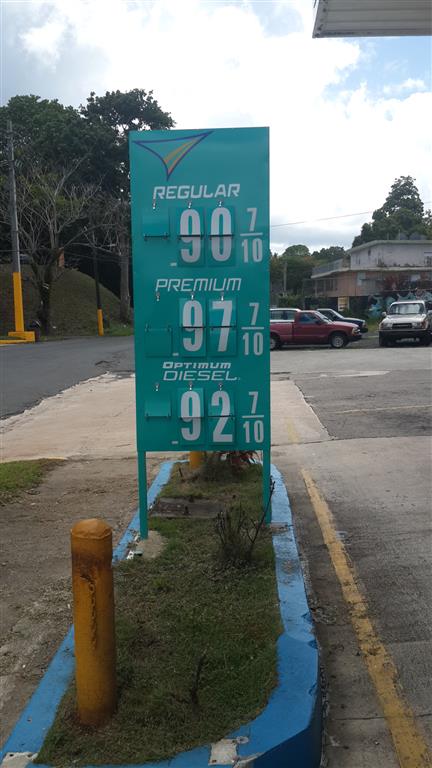 REGULAR
.90 7/10
PREMIUM
.97 7/10
OPTIMUM
DIESEL
.92 7/10